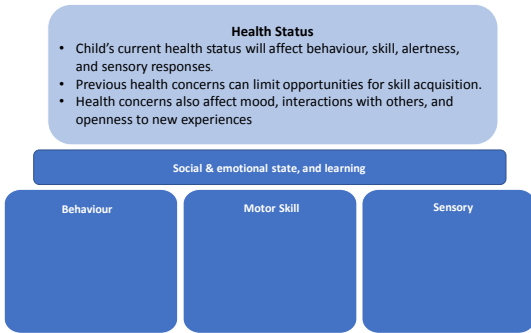 Health Status
• Child's current health status will affect behaviour, skill, alertness,
and sensory responses.
• Previous health concerns can limit opportunities for skill acquisition.
• Health concerns also affect mood, interactions with others, and
openness to new experiences
Social & emotional state, and learning
Behaviour
Motor Skill
Sensory